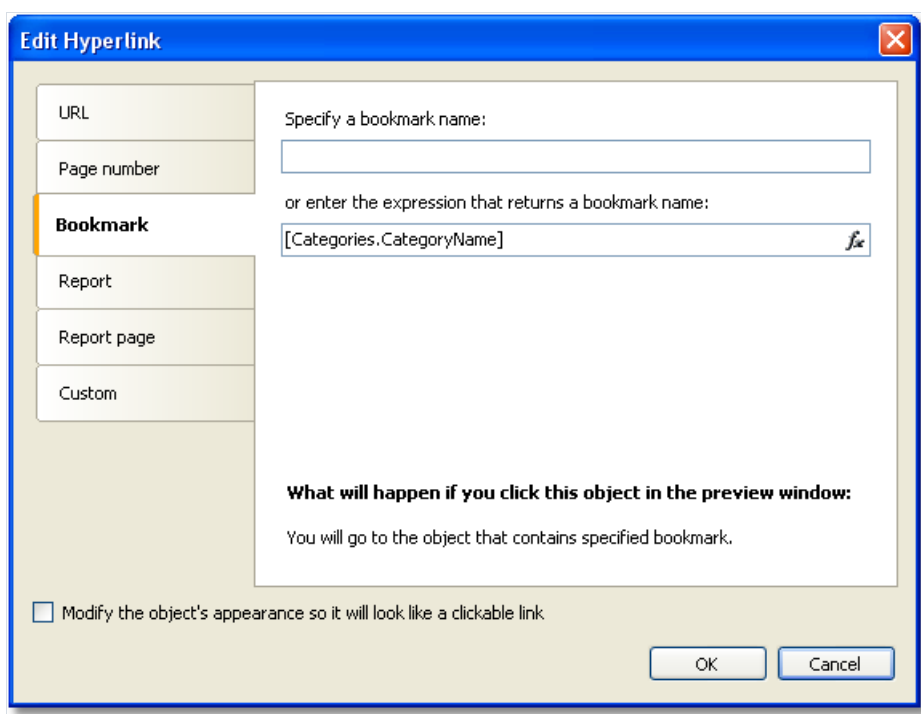 Edit Hyperlink
URL
Page number
Bookmark
Report
Report page
Custom
Specify a bookmark name:
or enter the expression that returns a bookmark name:
[Categories.CategoryName]
fx
What will happen if you click this object in the preview window:
You will go to the object that contains specified bookmark.
Modify the object's appearance so it will look like a clickable link
OK
Cancel